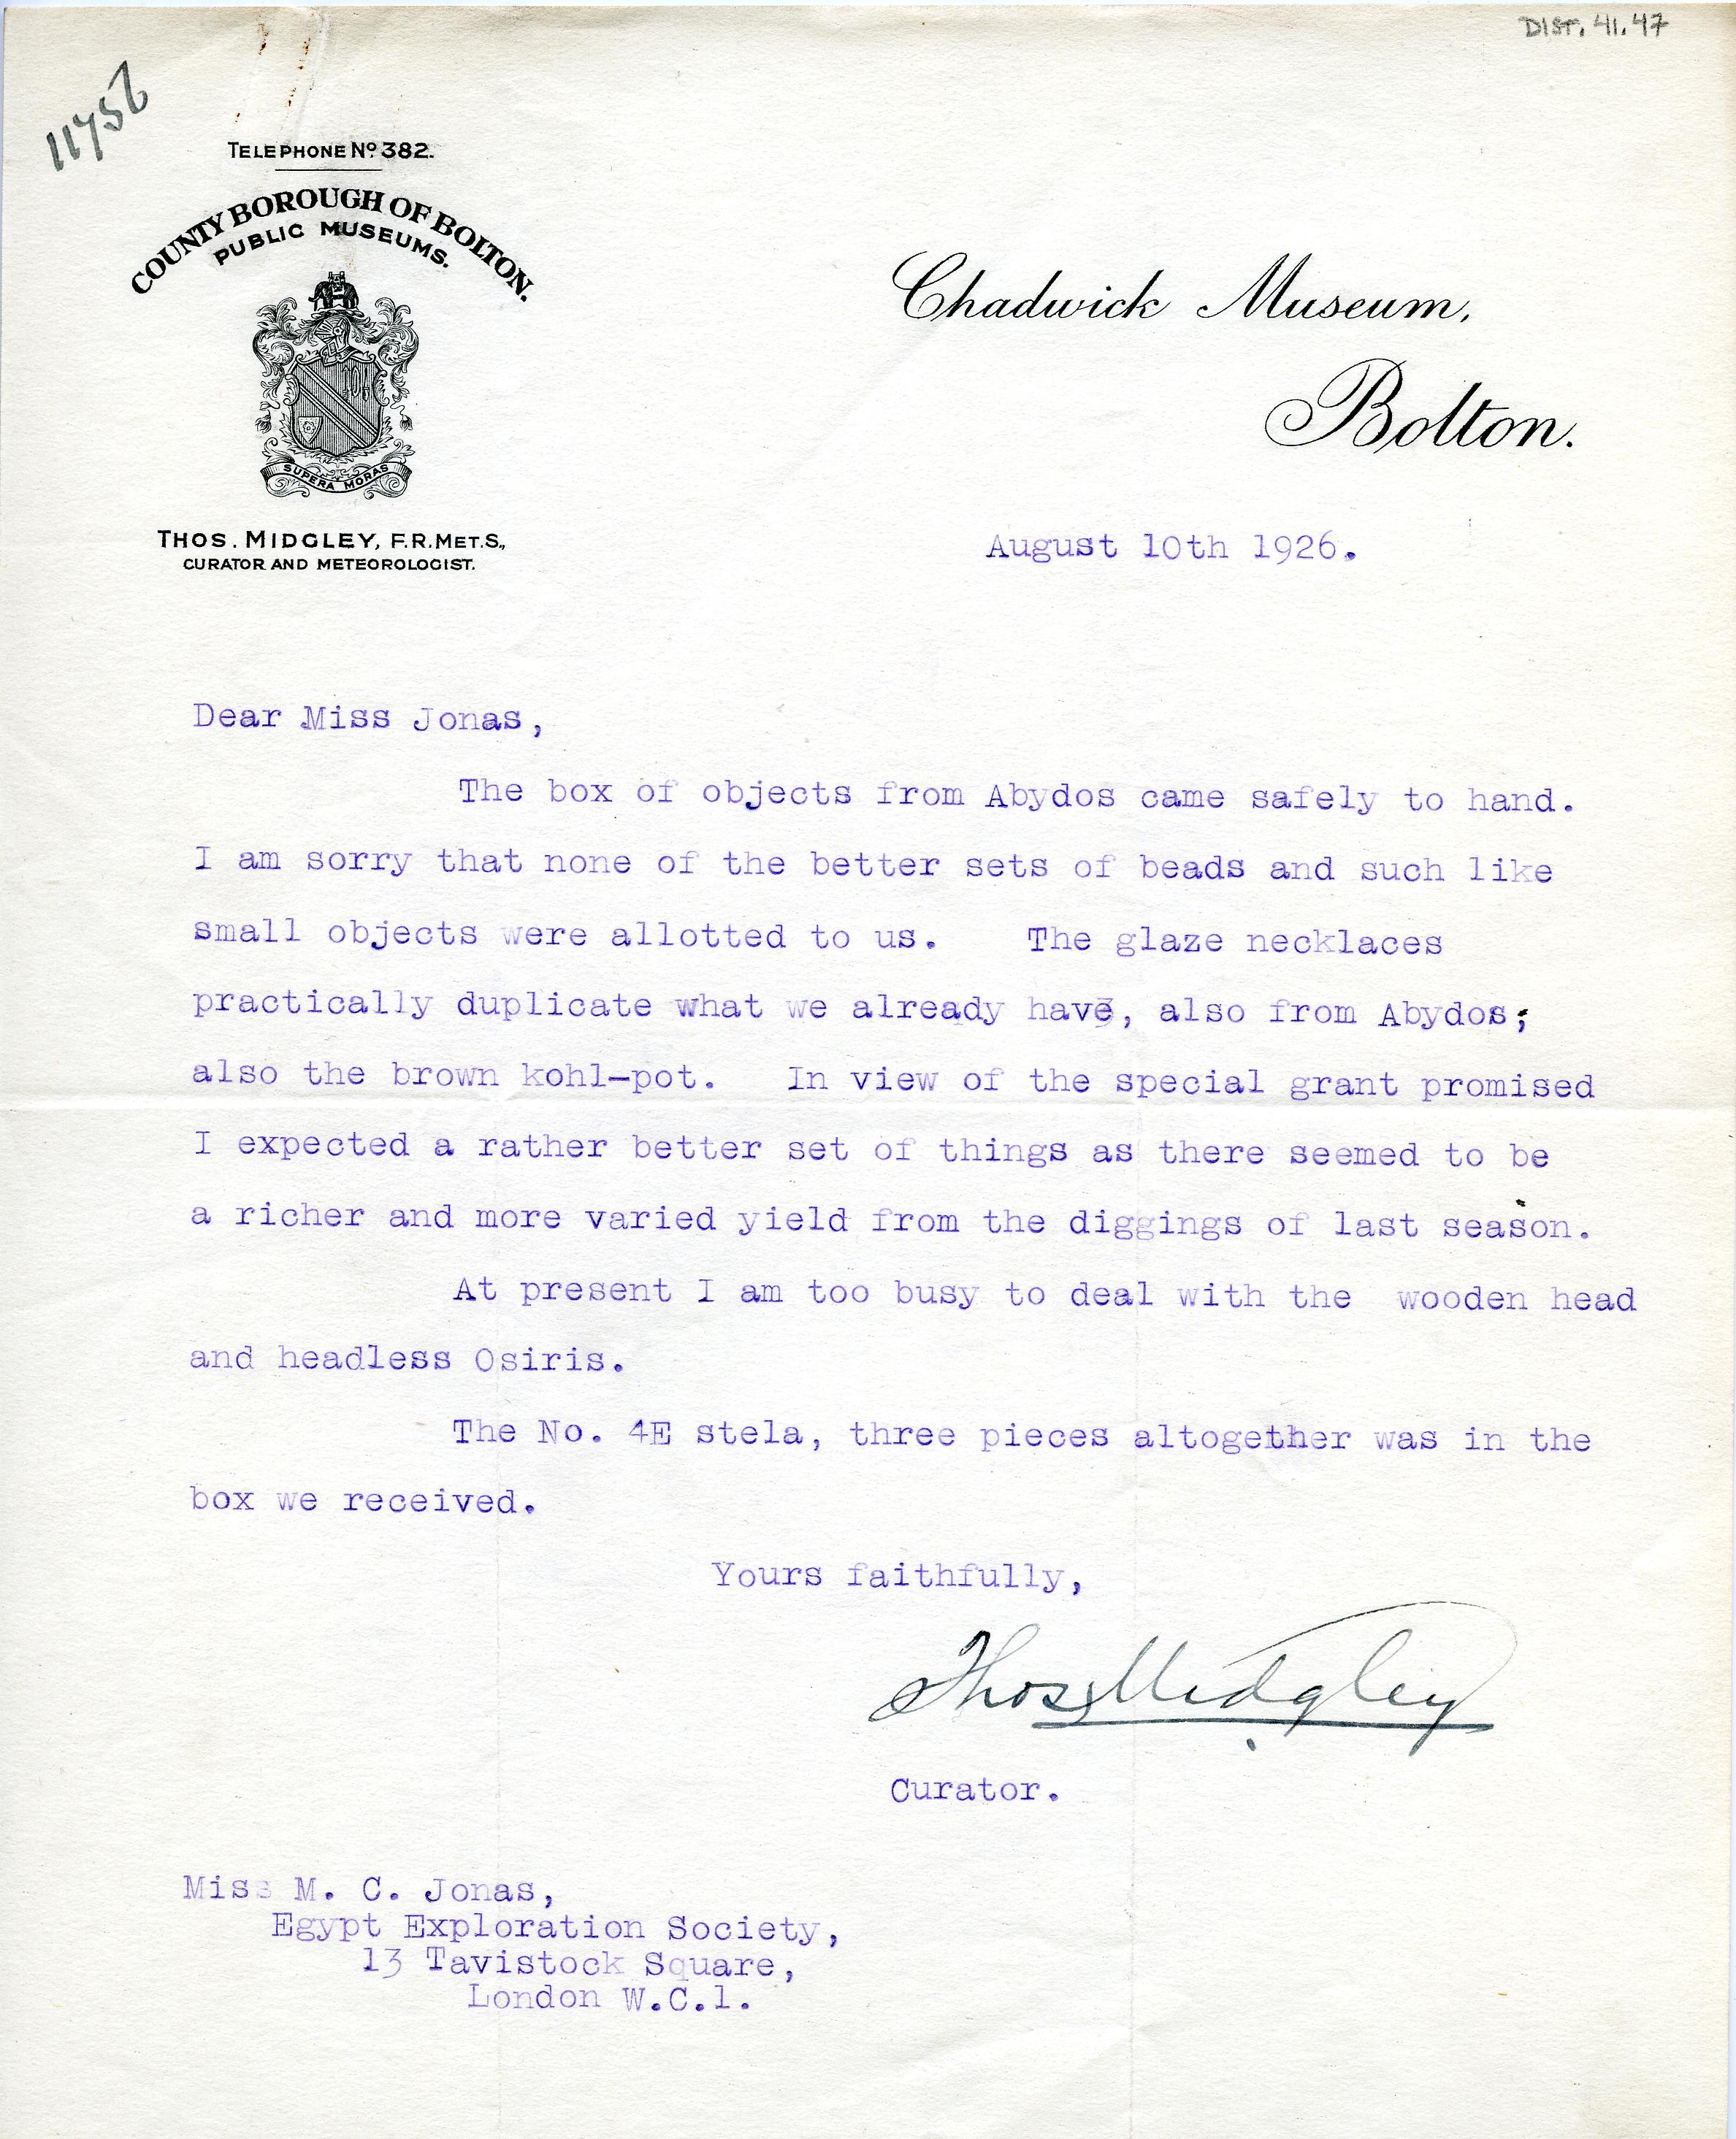 DIST. 41.47
TELEPHONE No. 382.
COUNTY BOROUGH OF BOLTON.
PUBLIC MUSEUMS.
SUPERA MORAS
THOS. MIDGLEY, F.R.MET.S.,
CURATOR AND METEOROLOGIST.
Chadwick Museum,
Bolton.
August 10th 1926.
Dear Miss Jonas,
The box of objects from Abydos came safely to hand.
I am sorry that none of the better sets of beads and such like
small objects were allotted to us. The glaze necklaces
practically duplicate what we already have, also from Abydos;
also the brown kohl-pot. In view of the special grant promised
I expected a rather better set of things as there seemed to be
a richer and more varied yield from the diggings of last season.
At present I am too busy to deal with the wooden head
and headless Osiris.
The No. 4E stela, three pieces altogether was in the
box we received.
Yours faithfully,
Thos. Midgley
Curator.
Miss M. C. Jonas,
Egypt Exploration Society,
13 Tavistock Square,
London W.C.1.